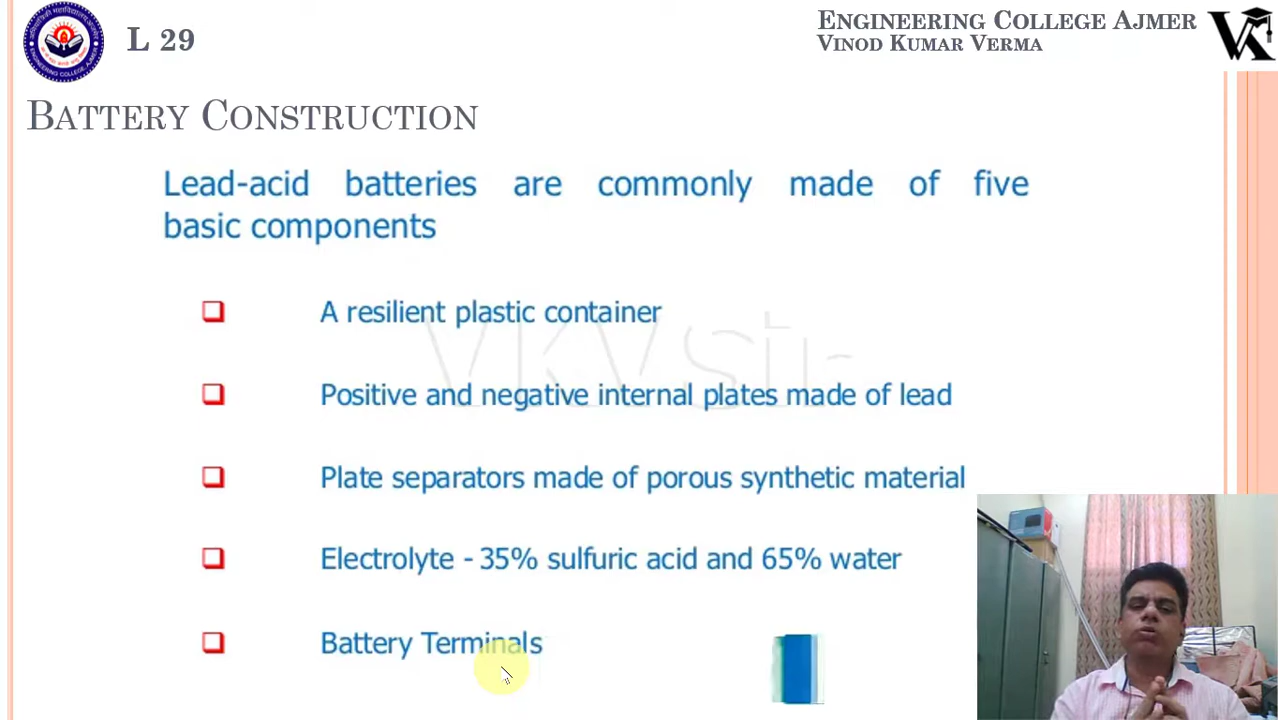 L 29
ENGINEERING COLLEGE AJMER
VINOD KUMAR VERMA
BATTERY CONSTRUCTION
Lead-acid batteries are commonly made of five
basic components
A resilient plastic container
Positive and negative internal plates made of lead
Plate separators made of porous synthetic material
Electrolyte - 35% sulfuric acid and 65% water
Battery Terminals